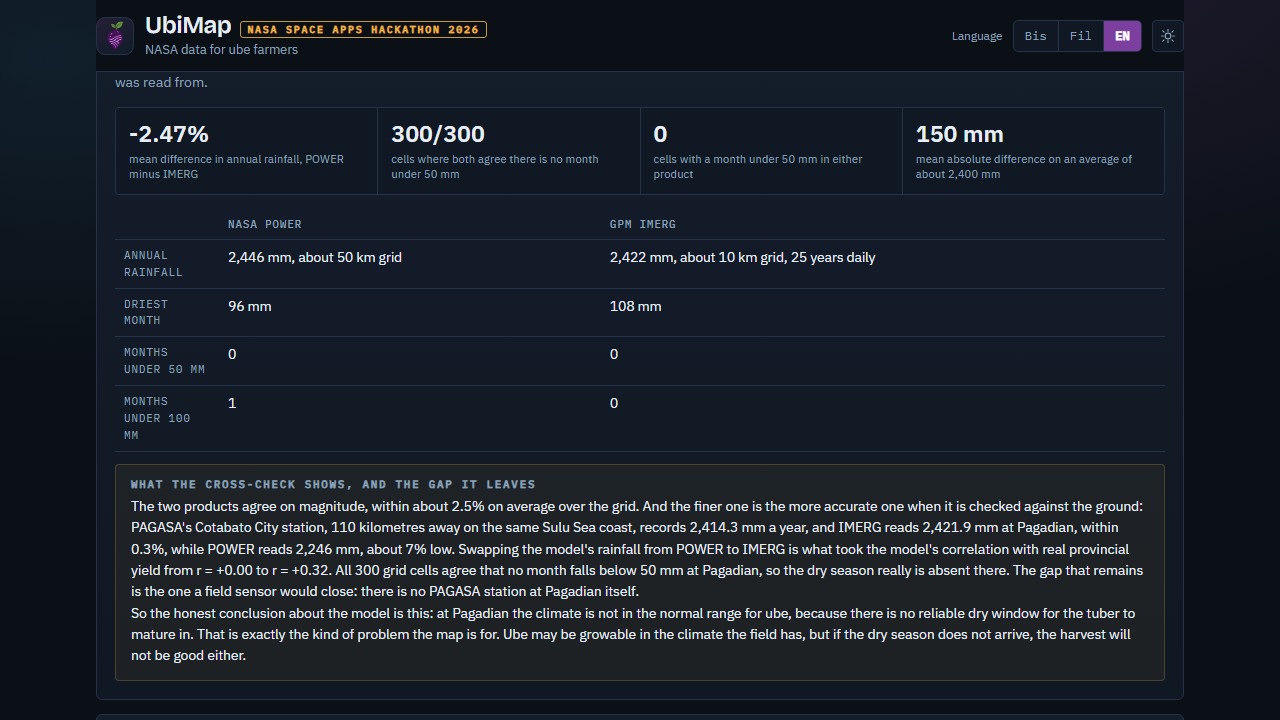 UbiMap NASA SPACE APPS HACKATHON 2026
NASA data for ube farmers
Language Bis Fil EN
was read from.
-2.47%
mean difference in annual rainfall, POWER
minus IMERG
300/300
cells where both agree there is no month
under 50 mm
0
cells with a month under 50 mm in either
product
150 mm
mean absolute difference on an average of
about 2,400 mm
NASA POWER GPM IMERG
ANNUAL
RAINFALL
2,446 mm, about 50 km grid
2,422 mm, about 10 km grid, 25 years daily
DRIEST
MONTH
96 mm
108 mm
MONTHS
UNDER 50 MM
0
0
MONTHS
UNDER 100
MM
1
0
WHAT THE CROSS-CHECK SHOWS, AND THE GAP IT LEAVES
The two products agree on magnitude, within about 2.5% on average over the grid. And the finer one is the more accurate one when it is checked against the ground:
PAGASA's Cotabato City station, 110 kilometres away on the same Sulu Sea coast, records 2,414.3 mm a year, and IMERG reads 2,421.9 mm at Pagadian, within
0.3%, while POWER reads 2,246 mm, about 7% low. Swapping the model's rainfall from POWER to IMERG is what took the model's correlation with real provincial
yield from r = +0.00 to r = +0.32. All 300 grid cells agree that no month falls below 50 mm at Pagadian, so the dry season really is absent there. The gap that remains
is the one a field sensor would close: there is no PAGASA station at Pagadian itself.
So the honest conclusion about the model is this: at Pagadian the climate is not in the normal range for ube, because there is no reliable dry window for the tuber to
mature in. That is exactly the kind of problem the map is for. Ube may be growable in the climate the field has, but if the dry season does not arrive, the harvest will
not be good either.